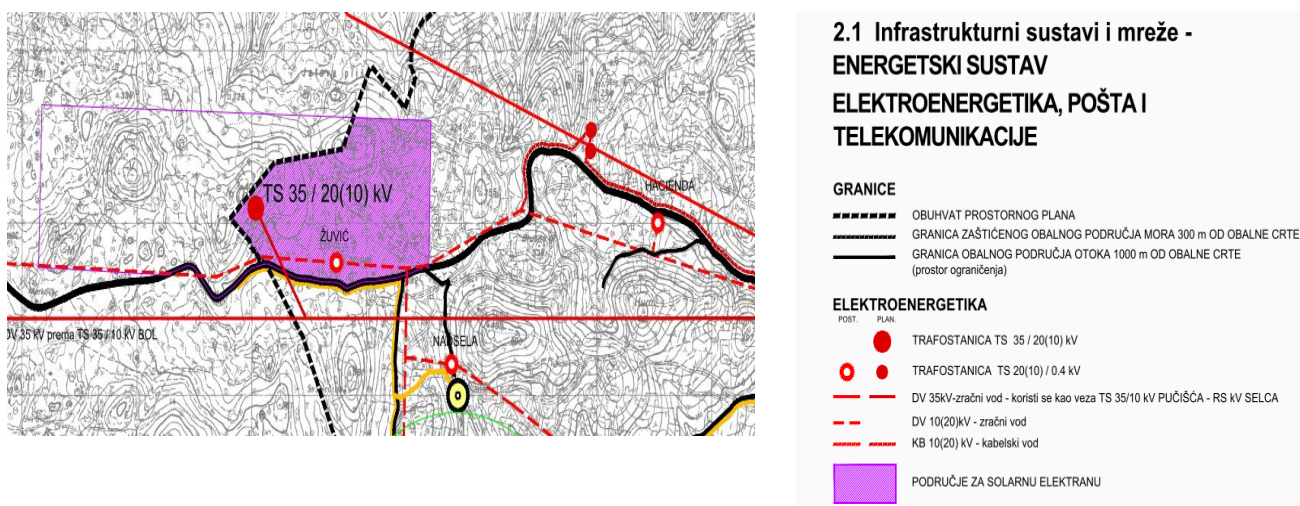 TS 35 / 20(10) kV
HACIENDA
ŽUVIĆ
DV 35 kV prema TS 35 / 10 kV BOL
NADSELA
2.1 Infrastrukturni sustavi i mreže -
ENERGETSKI SUSTAV
ELEKTROENERGETIKA, POŠTA I
TELEKOMUNIKACIJE
GRANICE
OBUHVAT PROSTORNOG PLANA
GRANICA ZAŠTIĆENOG OBALNOG PODRUČJA MORA 300 m OD OBALNE CRTE
GRANICA OBALNOG PODRUČJA OTOKA 1000 m OD OBALNE CRTE
(prostor ograničenja)
ELEKTROENERGETIKA
POST. PLAN.
TRAFOSTANICA TS 35 / 20(10) kV
TRAFOSTANICA TS 20(10) / 0.4 kV
DV 35kV-zračni vod - koristi se kao veza TS 35/10 kV PUČIŠĆA - RS kV SELCA
DV 10(20)kV - zračni vod
KB 10(20) kV - kabelski vod
PODRUČJE ZA SOLARNU ELEKTRANU